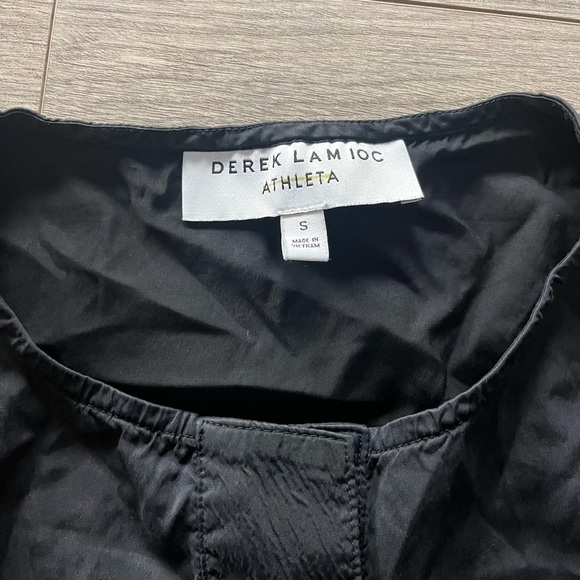 DEREK LAM 10C
ATHLETA
S
MADE IN
VIETNAM